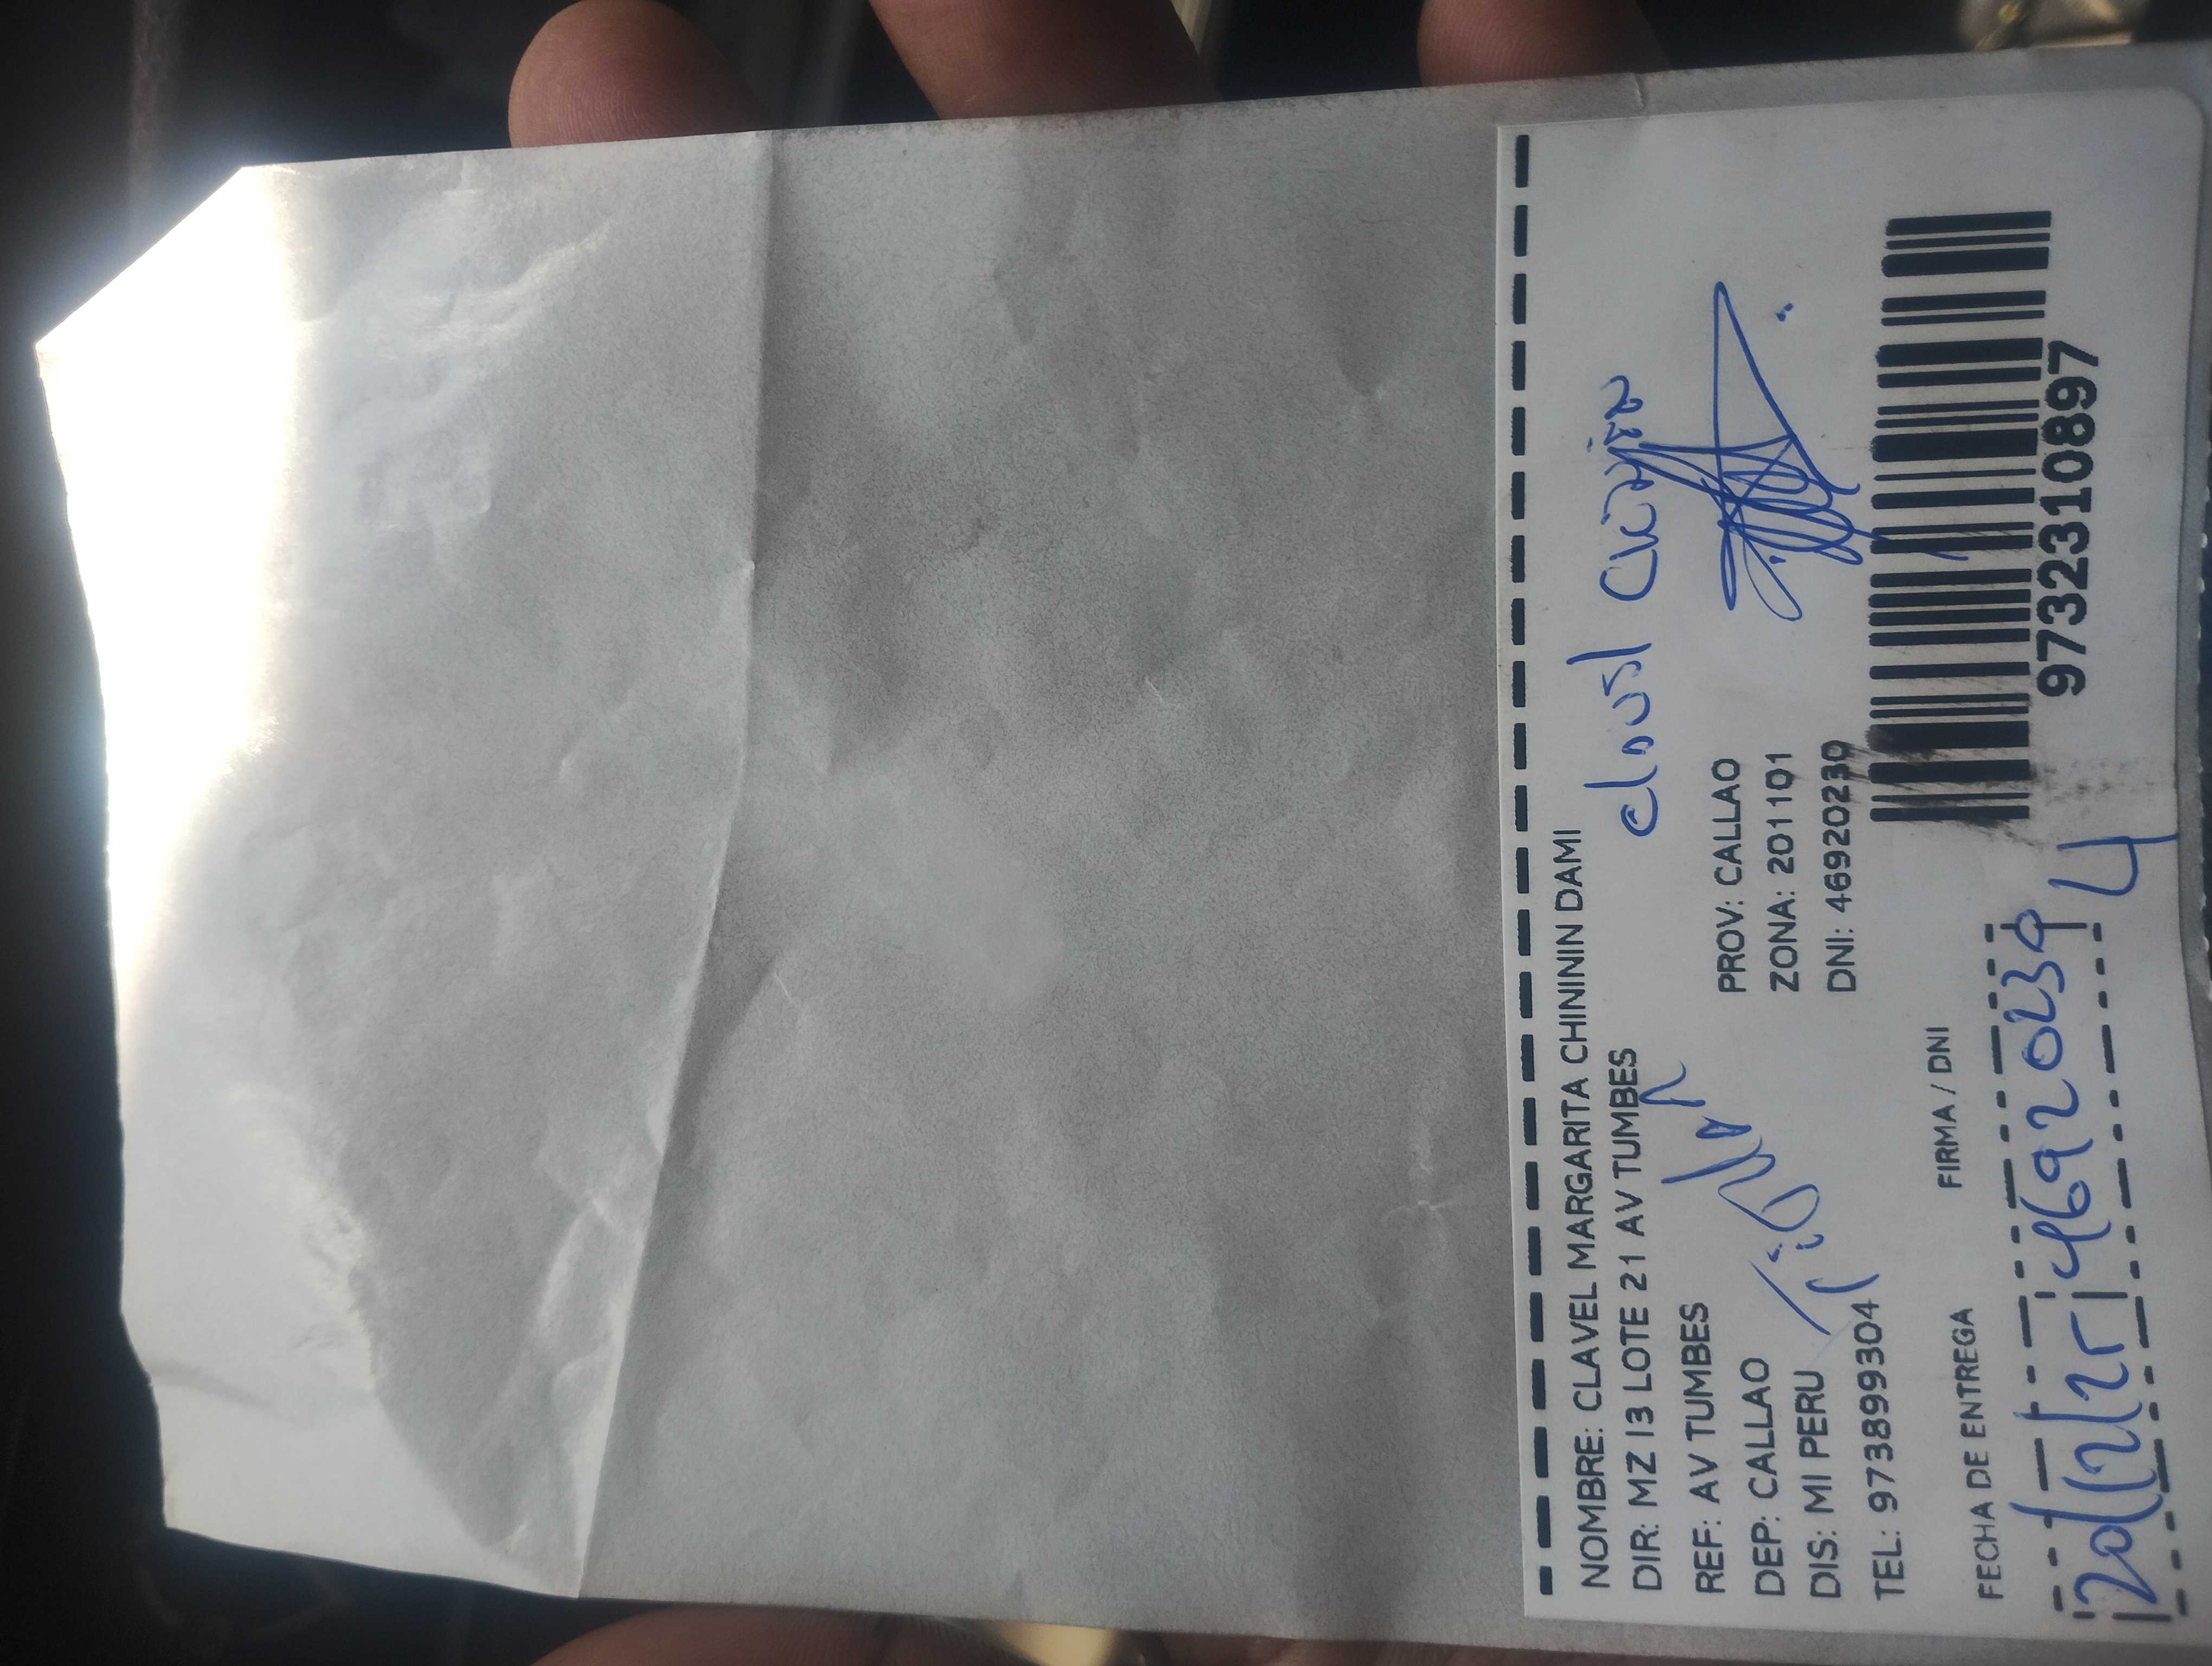 NOMBRE: CLAVEL MARGARITA CHINININ DAMI
DIR: MZ I3 LOTE 21 AV TUMBES
REF: AV TUMBES
DEP: CALLAO
DIS: MI PERU
TEL: 973899304
PROV: CALLAO
ZONA: 201101
DNI: 46920230
FECHA DE ENTREGA
FIRMA / DNI
9732310897